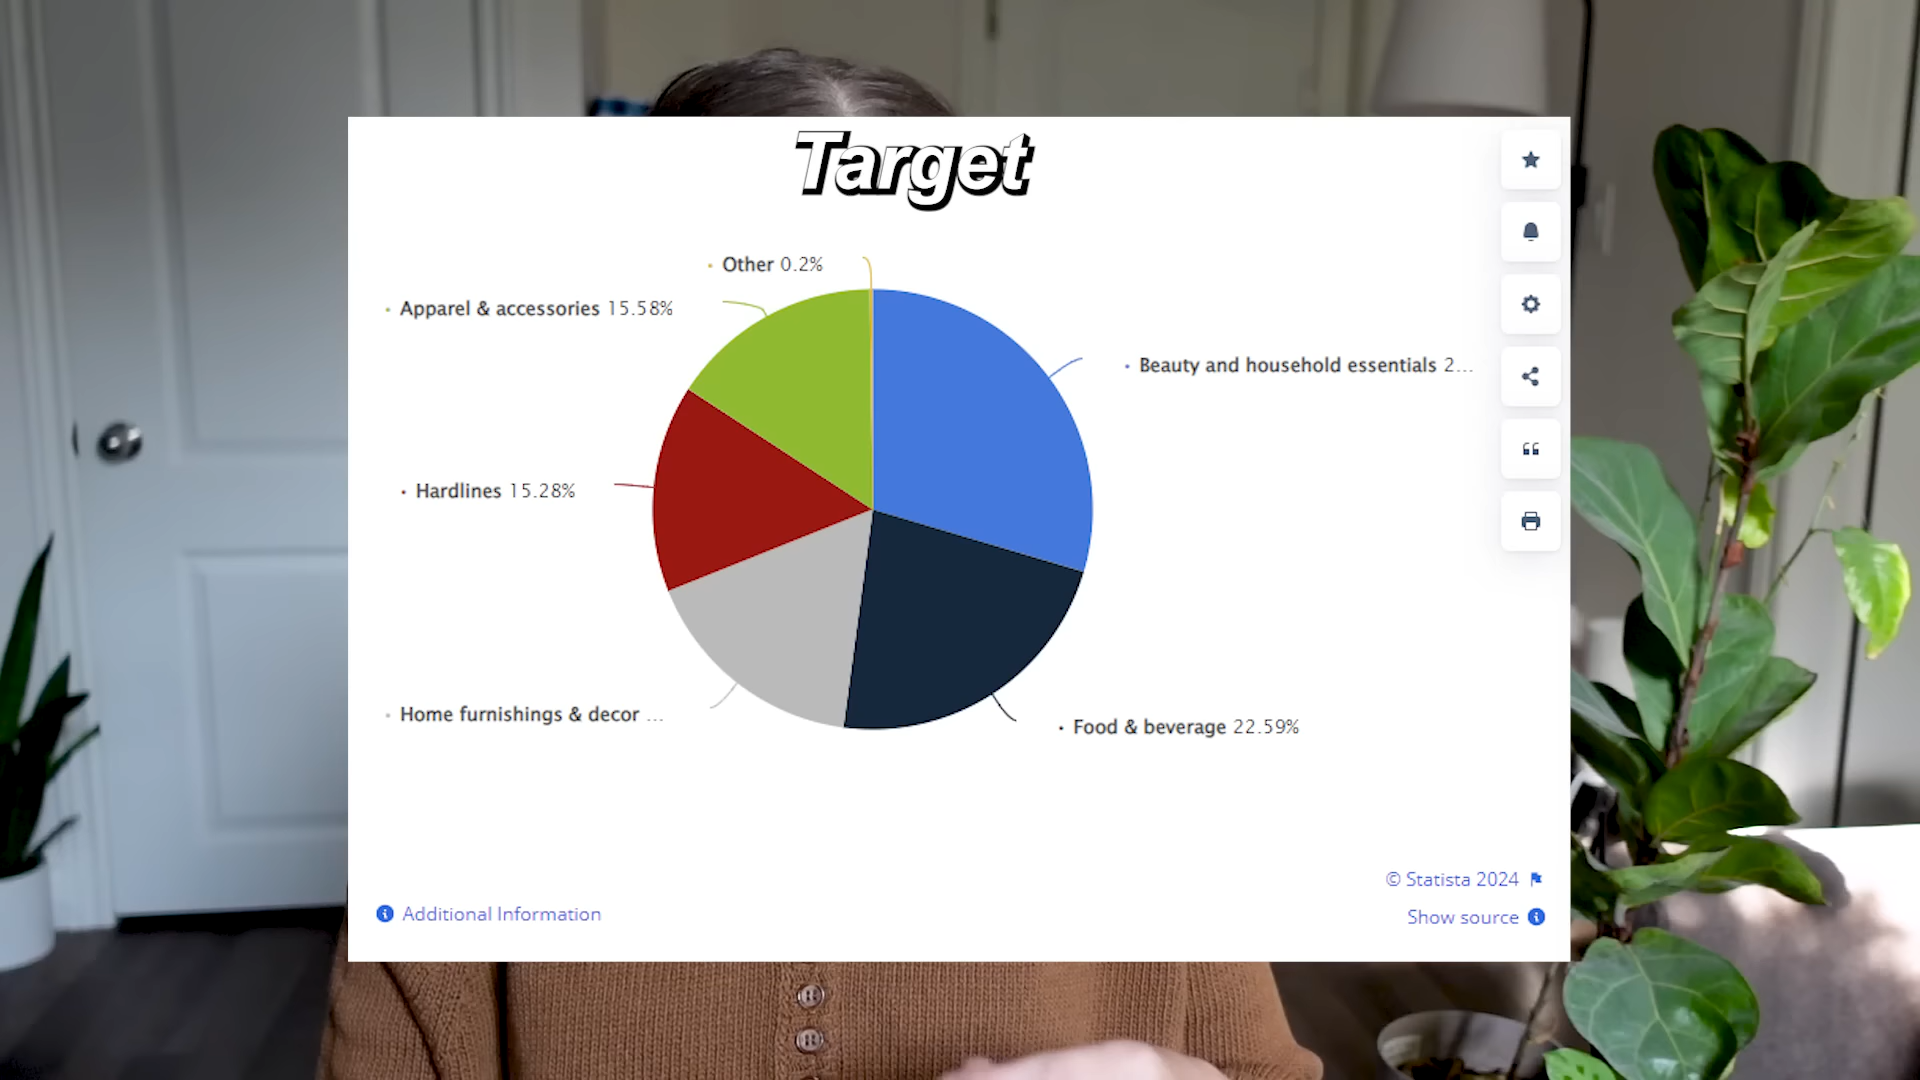 Target
Other 0.2%
Apparel & accessories 15.58%
Beauty and household essentials 2...
Hardlines 15.28%
Home furnishings & decor ...
Food & beverage 22.59%
© Statista 2024
Additional Information
Show source